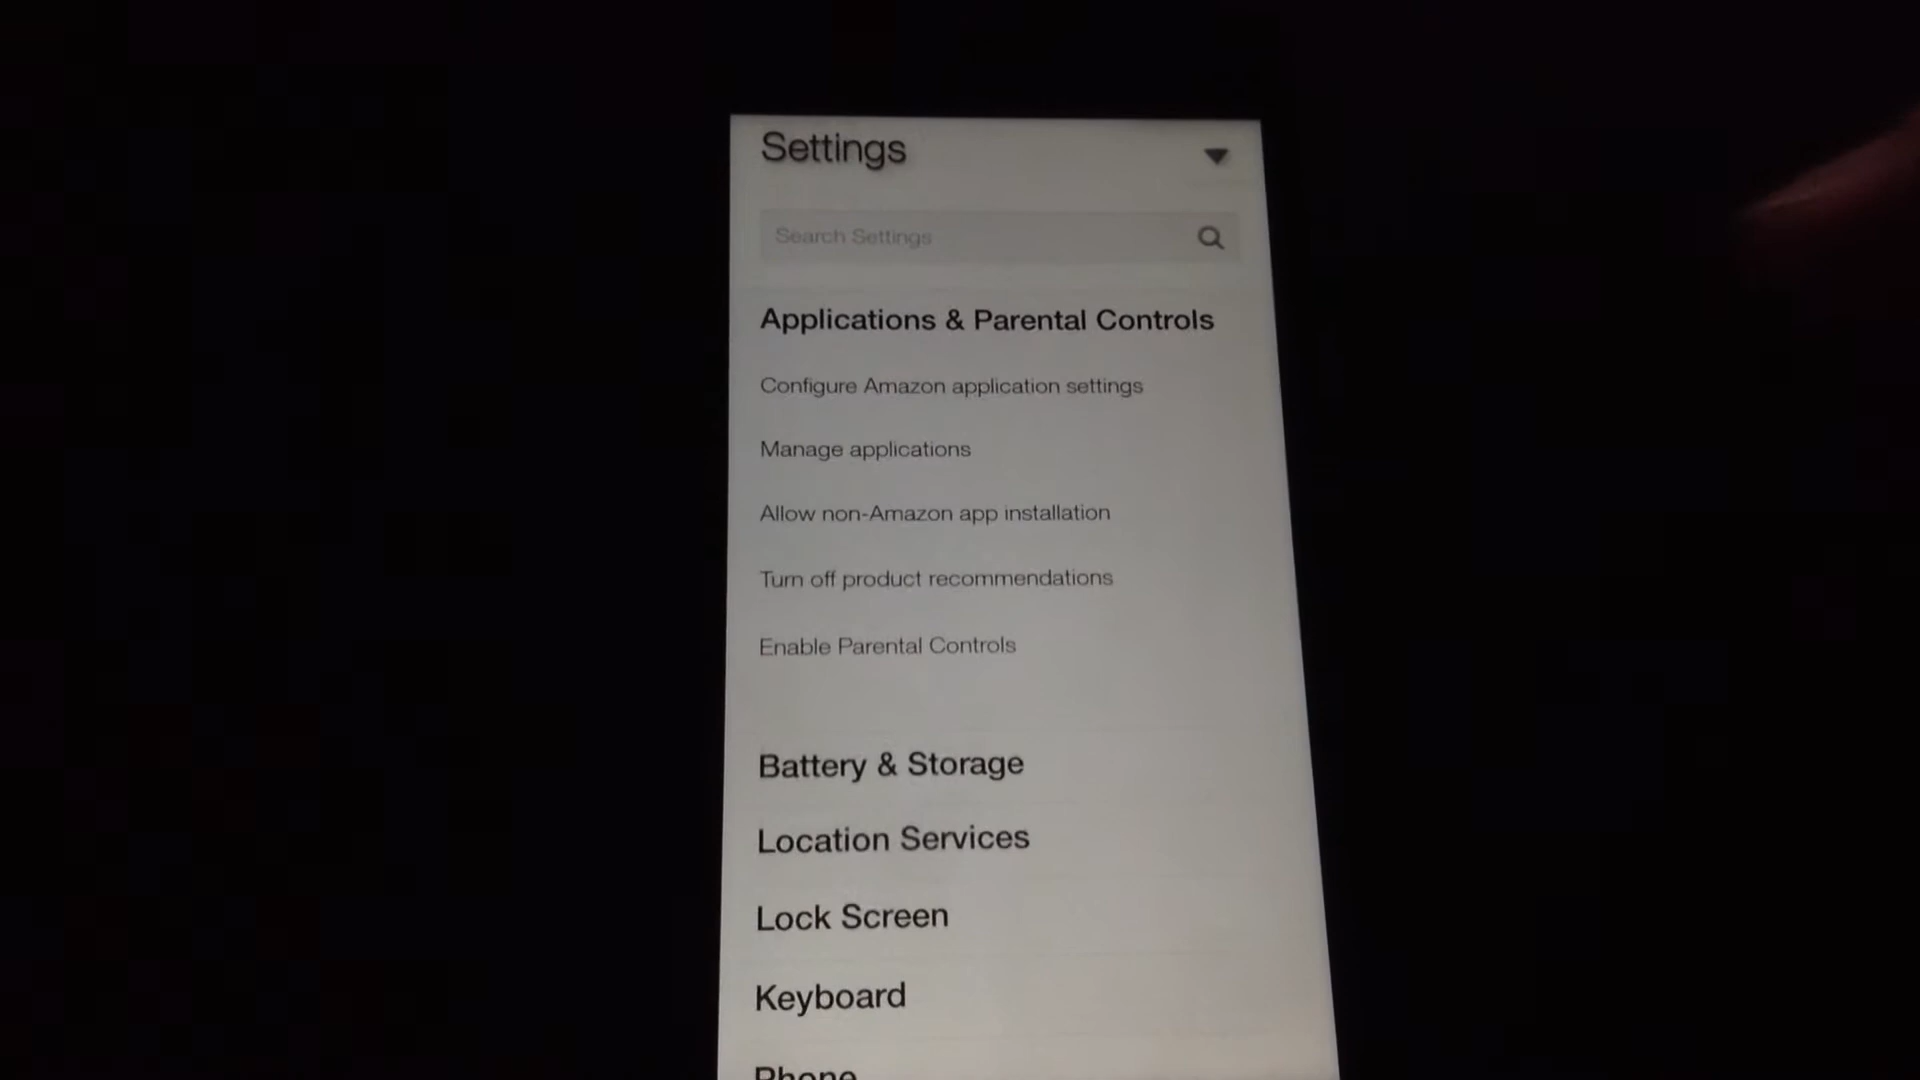 Settings
Search Settings
Applications & Parental Controls
Configure Amazon application settings
Manage applications
Allow non-Amazon app installation
Turn off product recommendations
Enable Parental Controls
Battery & Storage
Location Services
Lock Screen
Keyboard
Phone